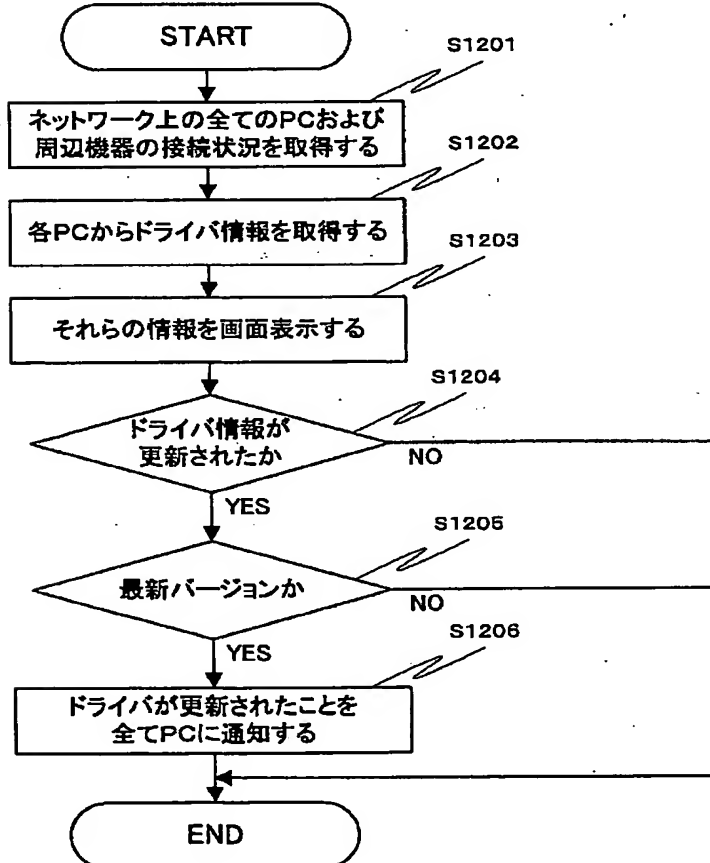 START
S1201
ネットワーク上の全てのPCおよび
周辺機器の接続状況を取得する
S1202
各PCからドライバ情報を取得する
S1203
それらの情報を画面表示する
S1204
ドライバ情報が
更新されたか
NO
YES
S1205
最新バージョンか
NO
YES
S1206
ドライバが更新されたことを
全てPCに通知する
END